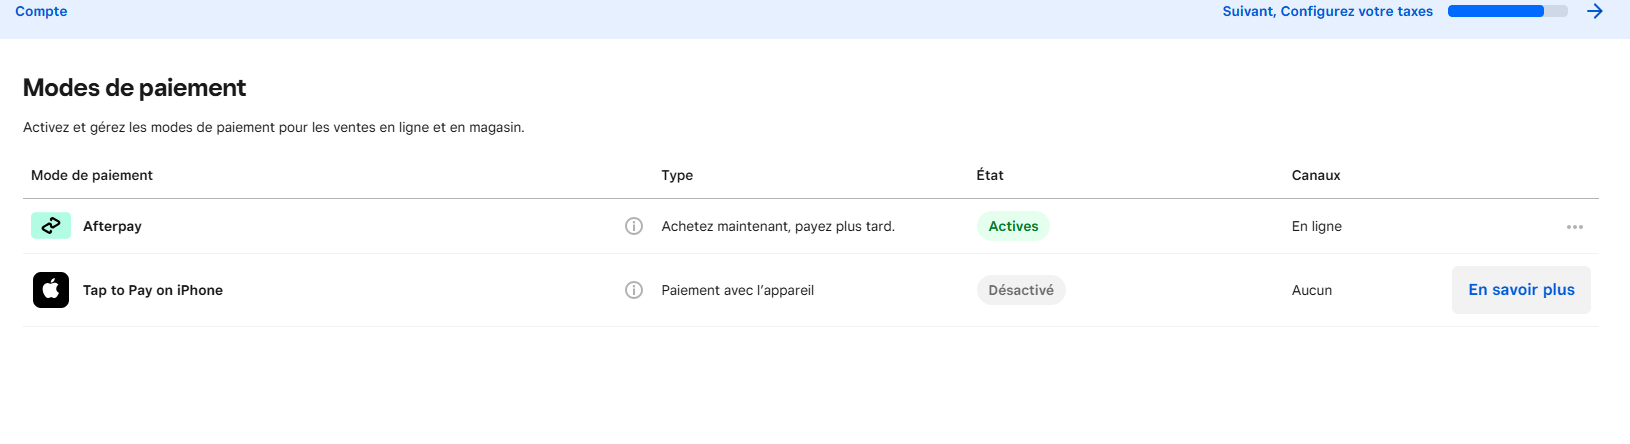 Compte
Suivant, Configurez votre taxes
Modes de paiement
Activez et gérez les modes de paiement pour les ventes en ligne et en magasin.
Mode de paiement Type État Canaux
Afterpay Achetez maintenant, payez plus tard. Actives En ligne
Tap to Pay on iPhone Paiement avec l’appareil Désactivé Aucun En savoir plus